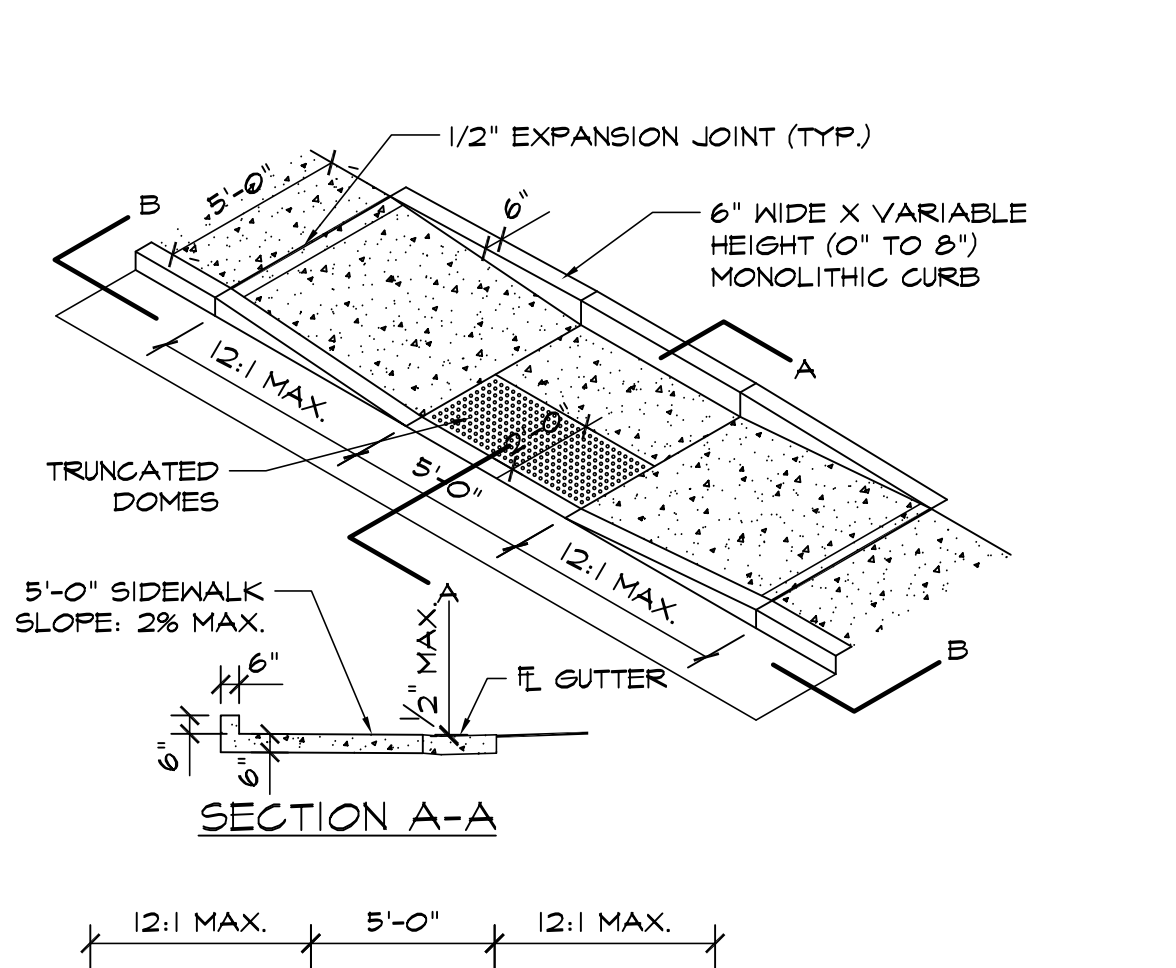 1/2" EXPANSION JOINT (TYP.)
5'-0"
B
6"
6" WIDE X VARIABLE
HEIGHT (0" TO 8")
MONOLITHIC CURB
A
12:1 MAX.
TRUNCATED
DOMES
5'-0"
12:1 MAX.
A
5'-0" SIDEWALK
SLOPE: 2% MAX.
B
6"
1/2" MAX.
FL GUTTER
6"
6"
SECTION A-A
12:1 MAX.
5'-0"
12:1 MAX.